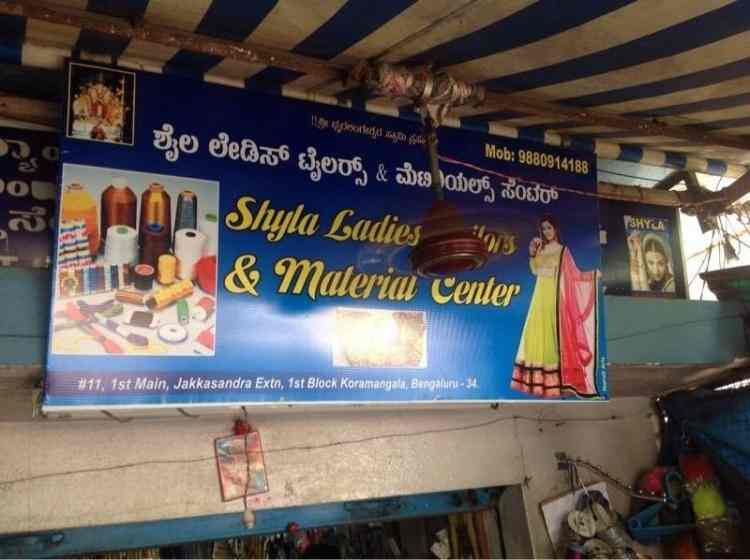 ಶೈಲ ಲೇಡಿಸ್ ಟೈಲರ್ಸ್ & 
Mob: 9880914188
ಸೆಂಟರ್
Shyla Ladies
& Material Center
#11, 1st Main, Jakkasandra Extn, 1st Block Koramangala, Bengaluru - 34.
SHYLA